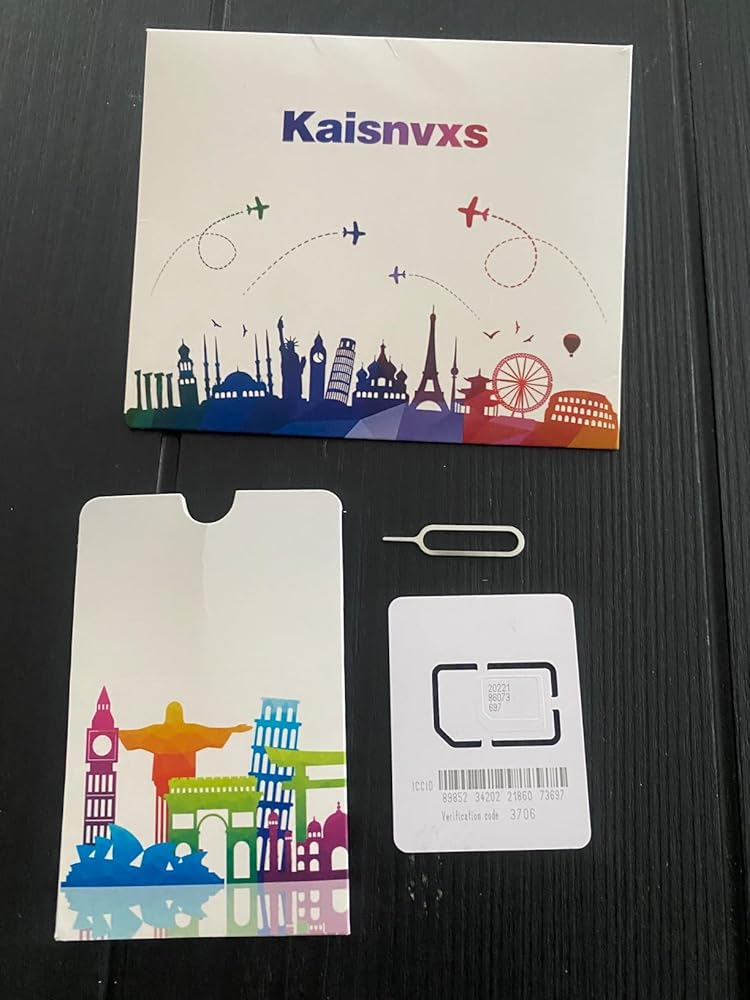 Kaisnvxs
20221
86073
697
ICCID
89852 34202 21860 73697
Verification code 3706